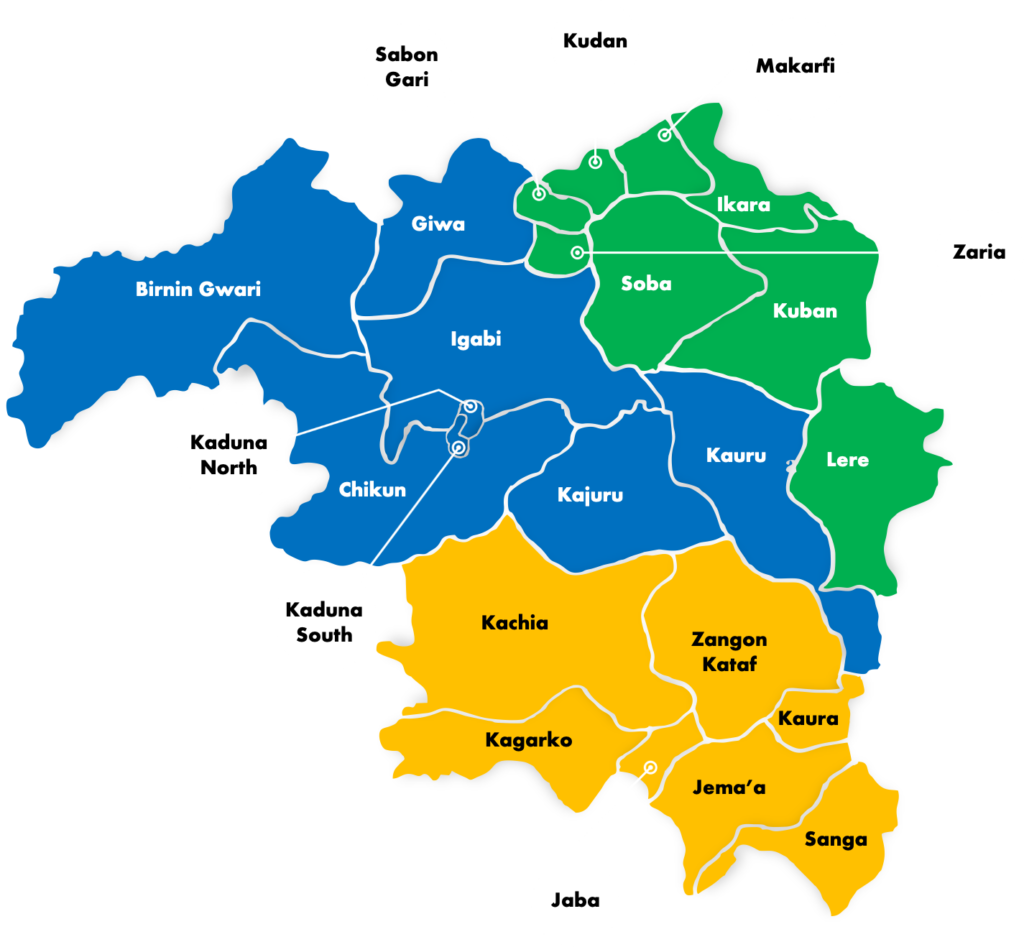 Kudan
Sabon
Gari
Makarfi
Ikara
Giwa
Zaria
Soba
Birnin Gwari
Kuban
Igabi
Kaduna
North
Kauru
a
Lere
Chikun
Kajuru
Kaduna
South
Kachia
Zangon
Kataf
Kaura
Kagarko
Jema’a
Sanga
Jaba